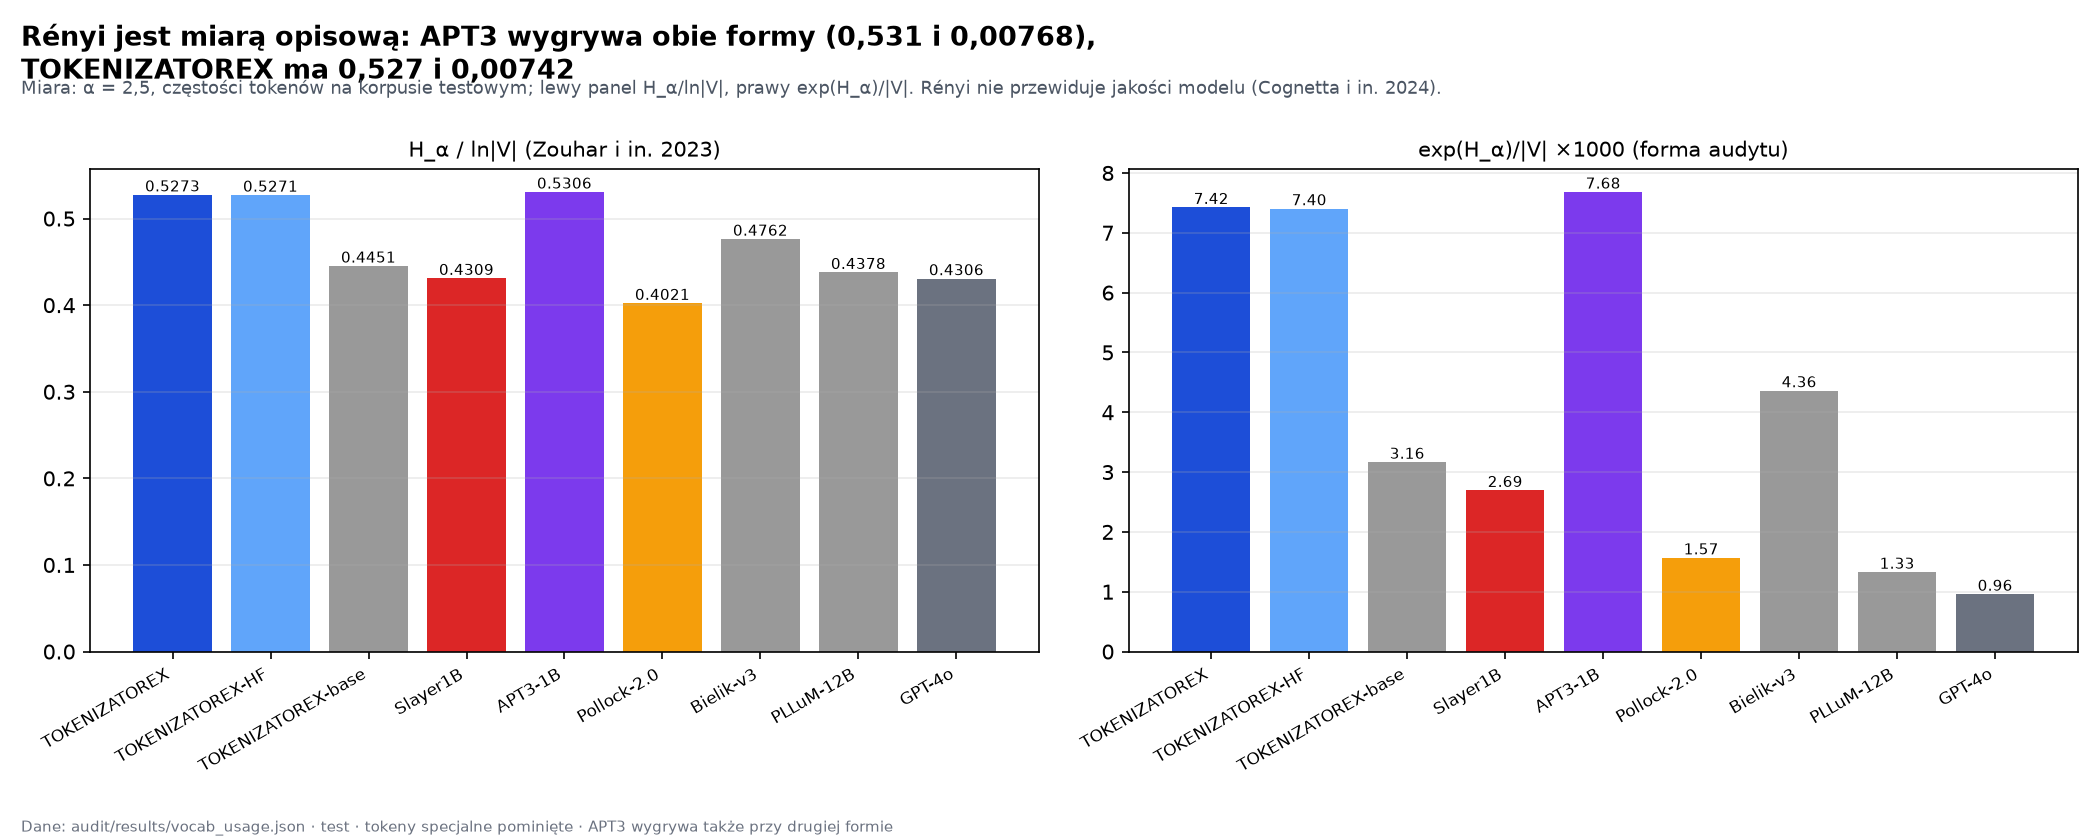 Rényi jest miarą opisową: APT3 wygrywa obie formy (0,531 i 0,00768),
TOKENIZATOREX ma 0,527 i 0,00742
Miara: α = 2,5, częstości tokenów na korpusie testowym; lewy panel H_α/ln|V|, prawy exp(H_α)/|V|. Rényi nie przewiduje jakości modelu (Cognetta i in. 2024).
H_α / ln|V| (Zouhar i in. 2023)
0.5273
0.5271
0.4451
0.4309
0.5306
0.4021
0.4762
0.4378
0.4306
0.5
0.4
0.3
0.2
0.1
0.0
TOKENIZATOREX
TOKENIZATOREX-HF
TOKENIZATOREX-base
Slayer1B
APT3-1B
Pollock-2.0
Bielik-v3
PLLuM-12B
GPT-4o
exp(H_α)/|V| ×1000 (forma audytu)
7.42
7.40
3.16
2.69
7.68
1.57
4.36
1.33
0.96
8
7
6
5
4
3
2
1
0
TOKENIZATOREX
TOKENIZATOREX-HF
TOKENIZATOREX-base
Slayer1B
APT3-1B
Pollock-2.0
Bielik-v3
PLLuM-12B
GPT-4o
Dane: audit/results/vocab_usage.json · test · tokeny specjalne pominięte · APT3 wygrywa także przy drugiej formie